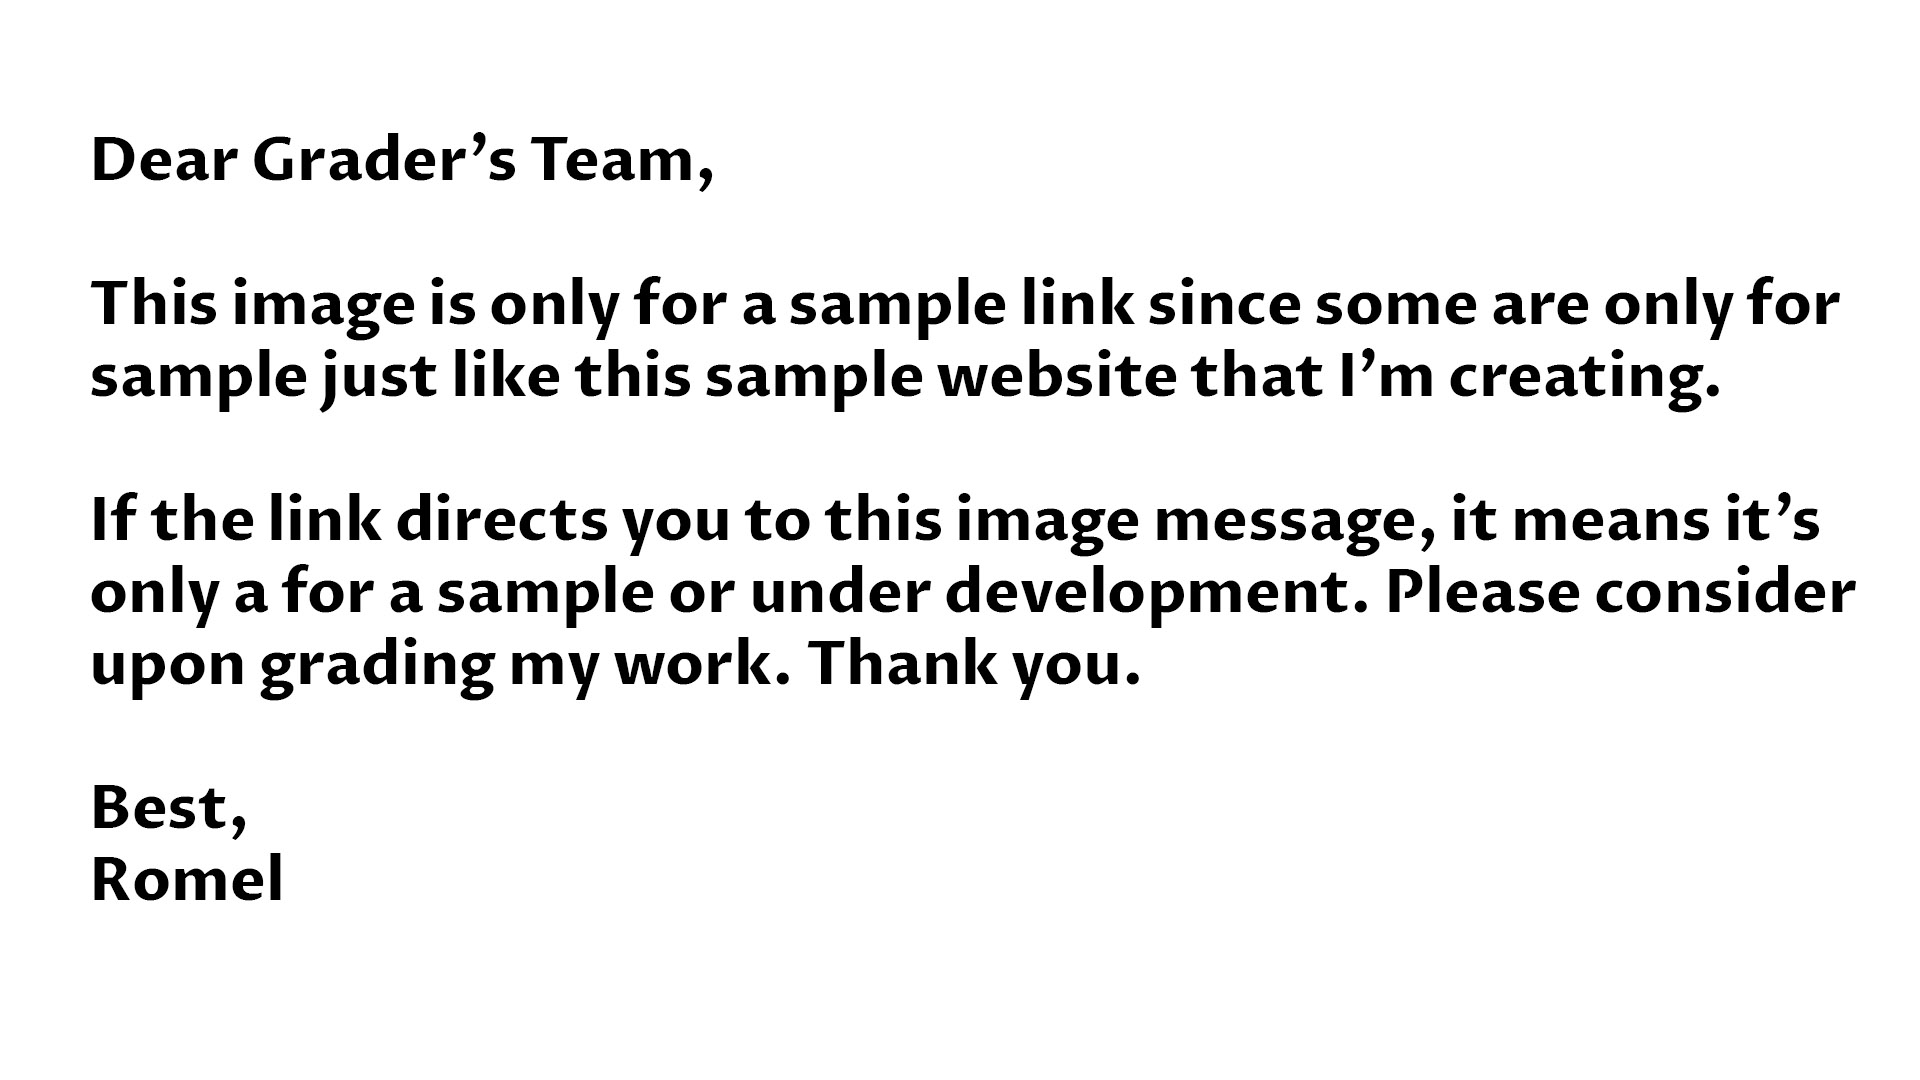 Dear Grader’s Team,
This image is only for a sample link since some are only for
sample just like this sample website that I’m creating.
If the link directs you to this image message, it means it’s
only a for a sample or under development. Please consider
upon grading my work. Thank you.
Best,
Romel